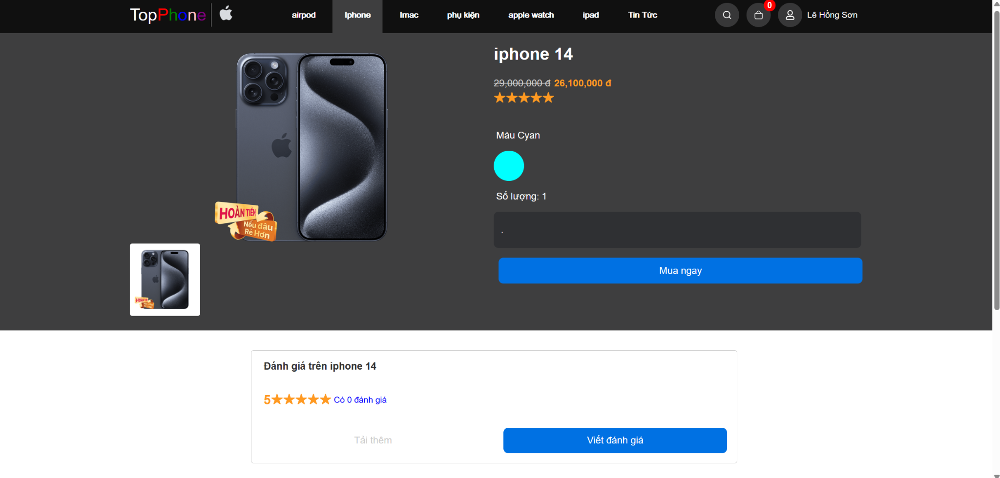 TopPhone
airpod Iphone Imac phụ kiện apple watch ipad Tin Tức
0
Lê Hồng Sơn
iphone 14
29,000,000 đ 26,100,000 đ
Màu Cyan
Số lượng: 1
.
Mua ngay
HOÀN TIỀN
Nếu đâu
Rẻ Hơn
Đánh giá trên iphone 14
5 Có 0 đánh giá
Tải thêm
Viết đánh giá